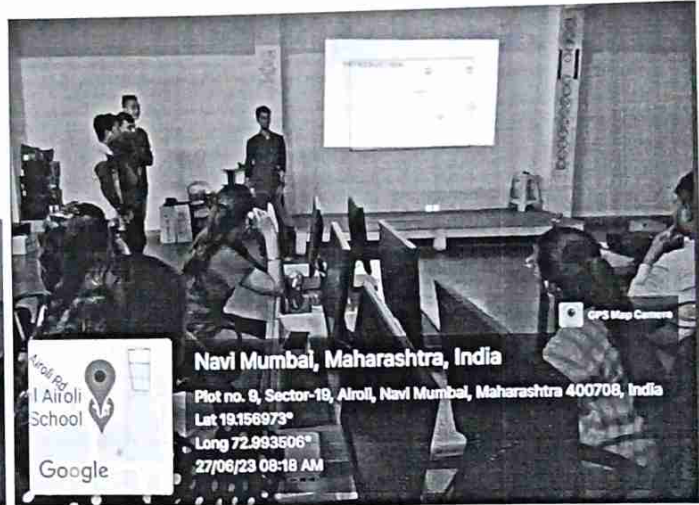 GPS Map Camera
Navi Mumbai, Maharashtra, India
Plot no. 9, Sector-19, Airoli, Navi Mumbai, Maharashtra 400708, India
Lat 19.156973°
Long 72.993506°
27/06/23 08:18 AM
Airoli Rd
l Airoli
School
Google